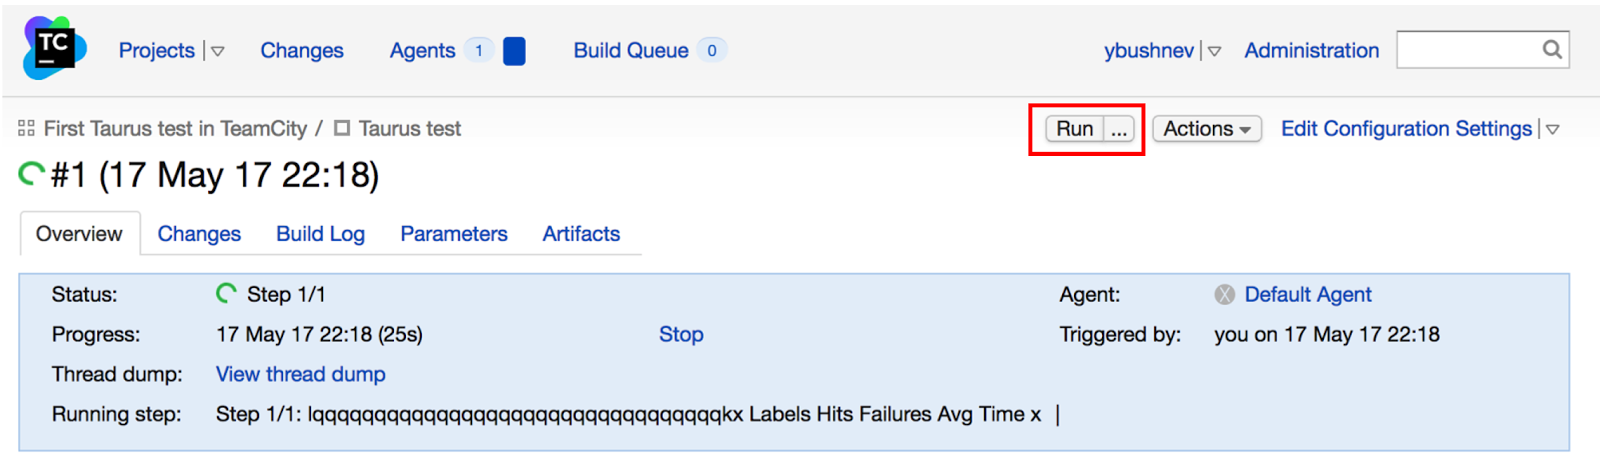 TC Projects Changes Agents 1 Build Queue 0 ybushnev Administration
First Taurus test in TeamCity / Taurus test Run ... Actions Edit Configuration Settings
#1 (17 May 17 22:18)
Overview Changes Build Log Parameters Artifacts
Status: Step 1/1 Agent: X Default Agent
Progress: 17 May 17 22:18 (25s) Stop Triggered by: you on 17 May 17 22:18
Thread dump: View thread dump
Running step: Step 1/1: lqqqqqqqqqqqqqqqqqqqqqqqqqqqqqqqqqqkx Labels Hits Failures Avg Time x |